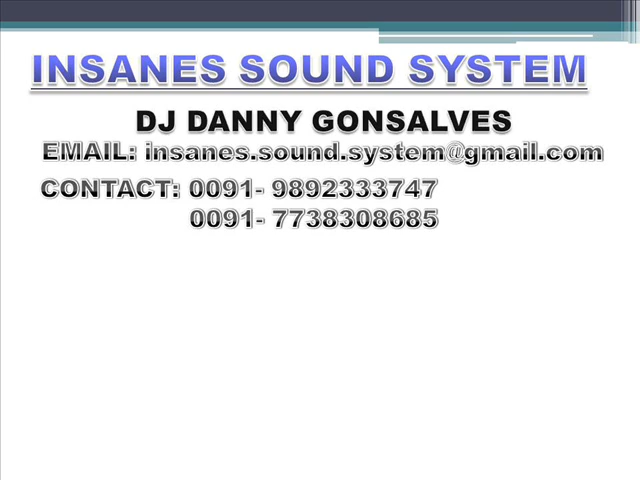 INSANES SOUND SYSTEM
DJ DANNY GONSALVES
EMAIL: insanes.sound.system@gmail.com
CONTACT: 0091- 9892333747
0091- 7738308685